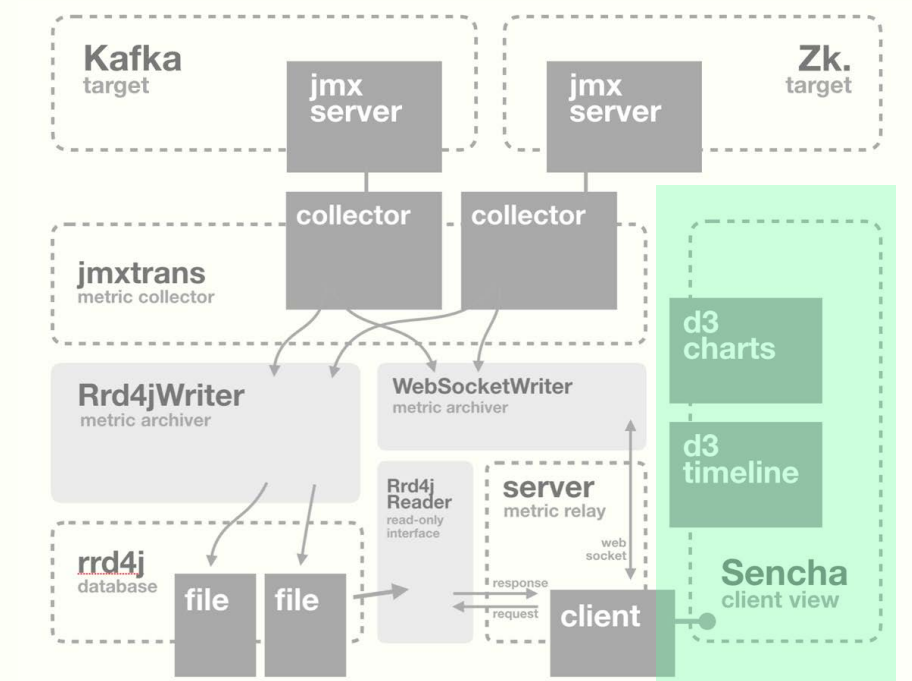 Kafka
target
jmx
server
jmx
server
Zk.
target
collector
collector
jmxtrans
metric collector
d3
charts
Rrd4jWriter
metric archiver
WebSocketWriter
metric archiver
d3
timeline
Rrd4j
Reader
read-only
interface
server
metric relay
web
socket
rrd4j
database
file
file
response
request
client
Sencha
client view